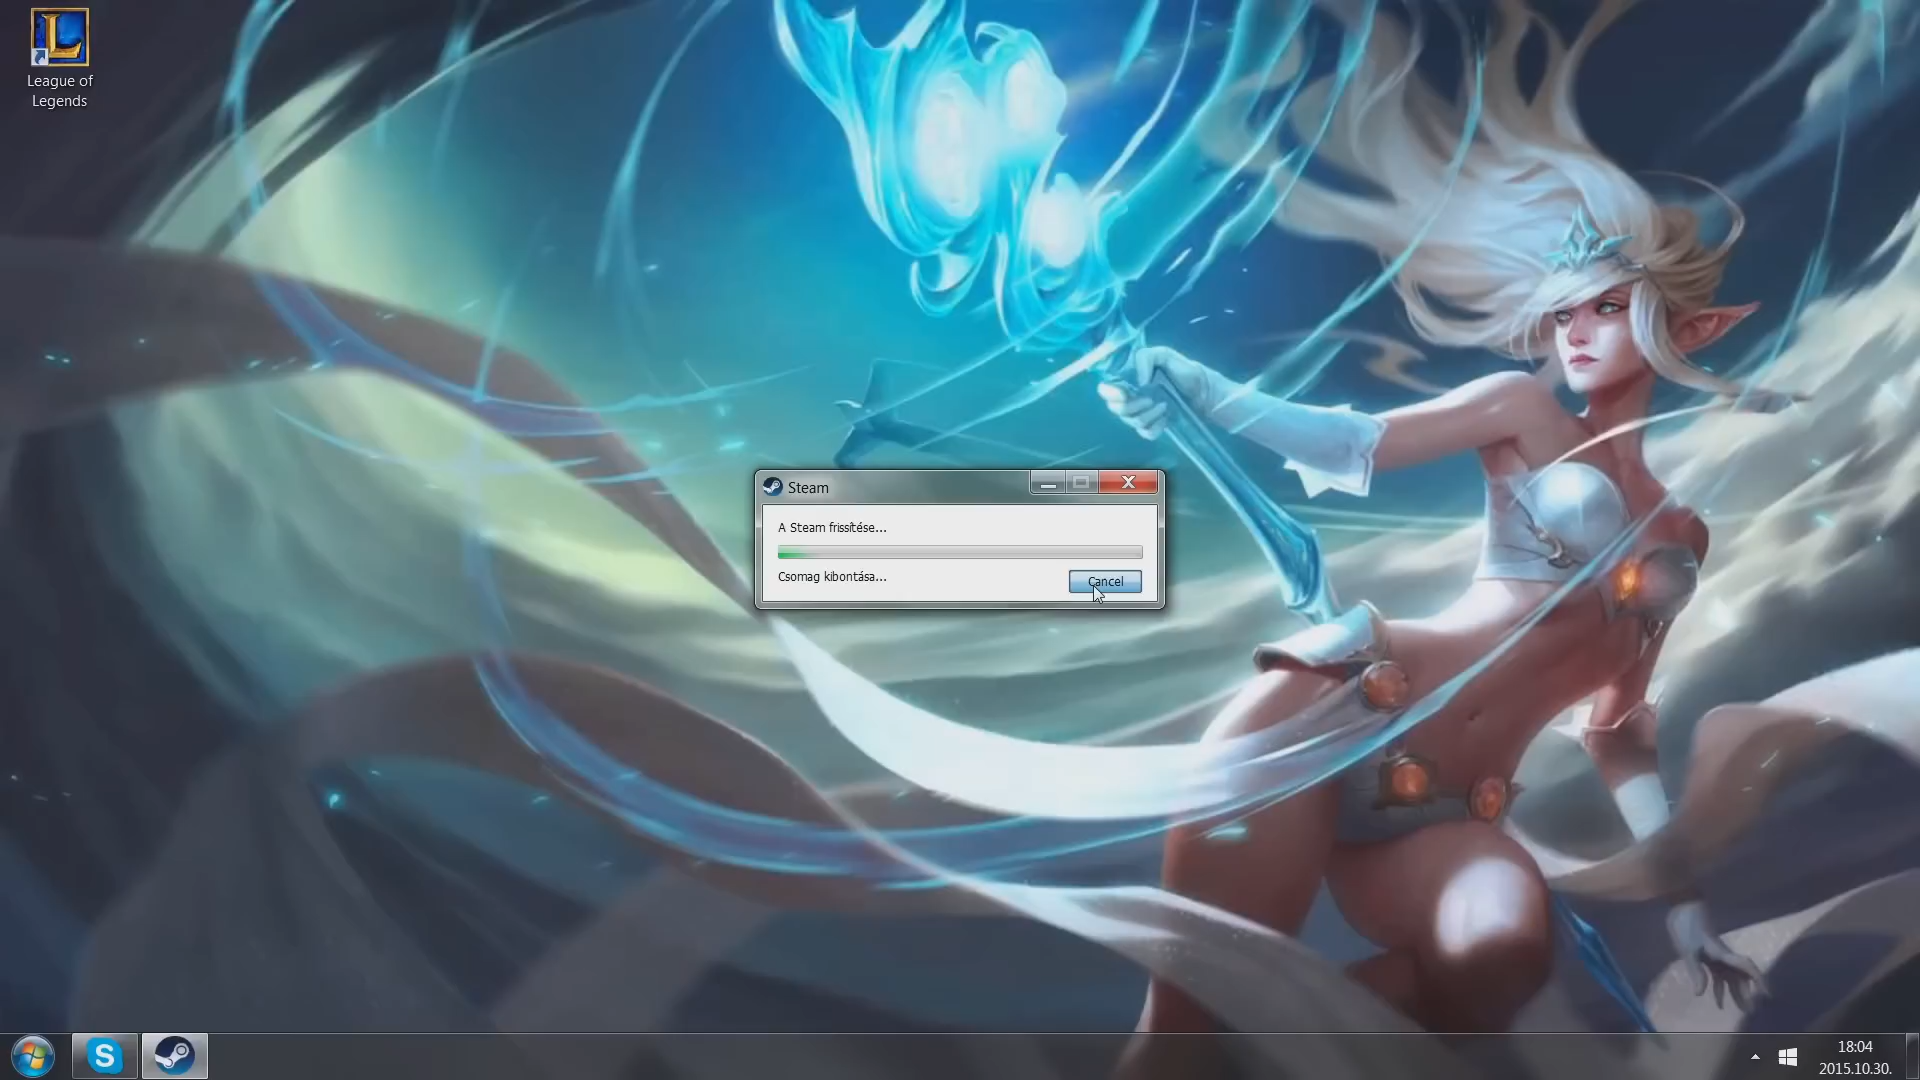 League of
Legends
Steam
A Steam frissítése...
Csomag kibontása...
Cancel
18:04
2015.10.30.